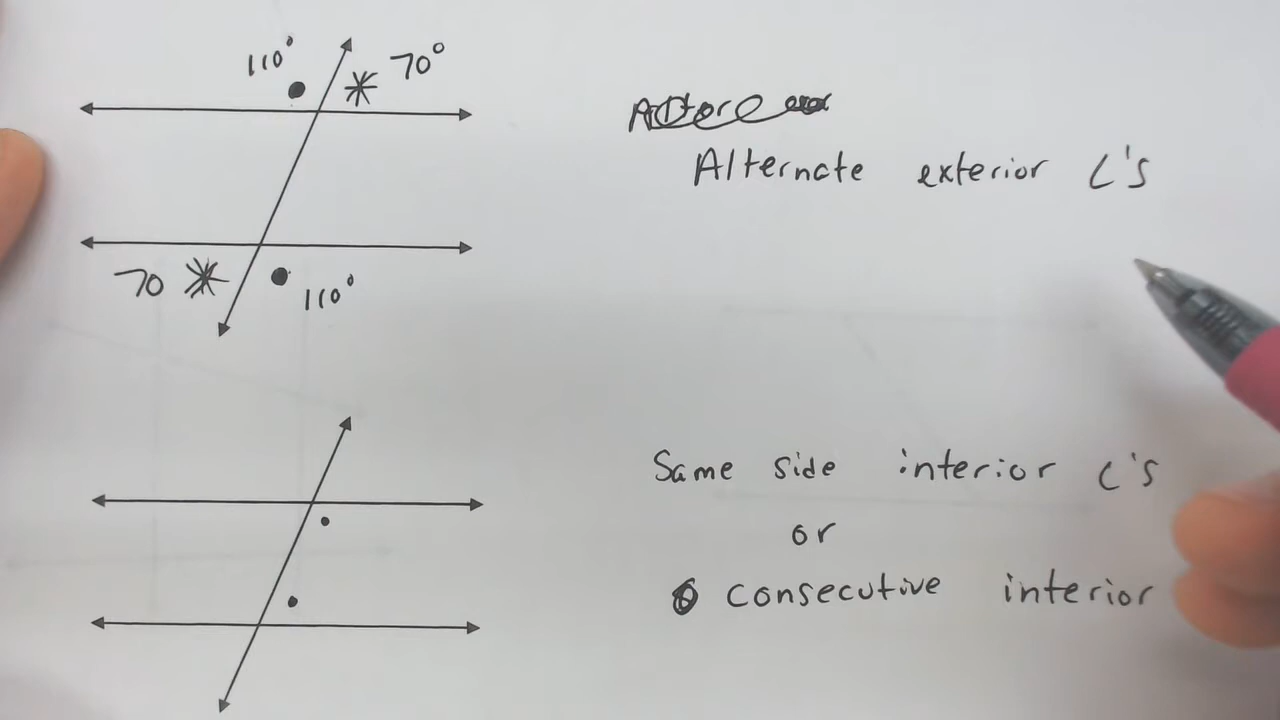 110°
70°
Alternate exterior ∠'s
70
110°
Same side interior ∠'s
or
consecutive interior